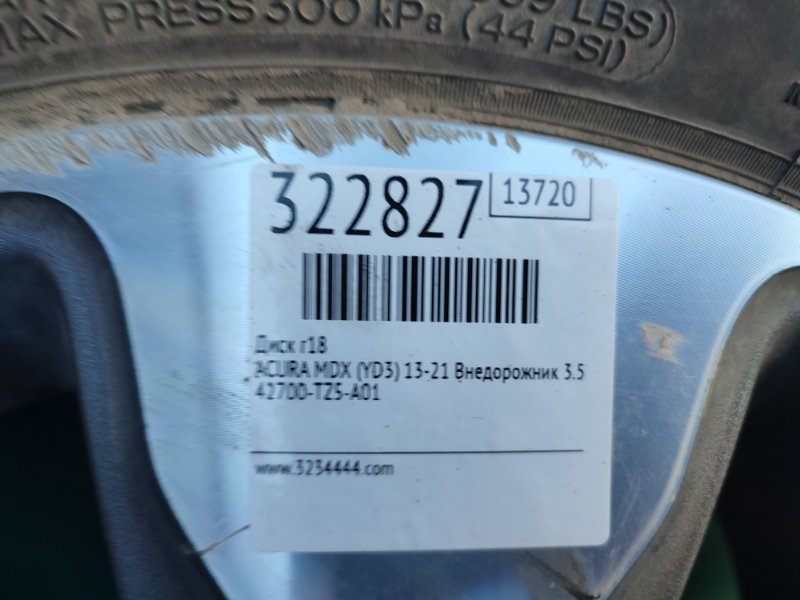 LBS)
MAX PRESS 300 kPa (44 PSI)
322827
13720
Диск r18
ACURA MDX (YD3) 13-21 Внедорожник 3.5
42700-TZ5-A01
www.3234444.com